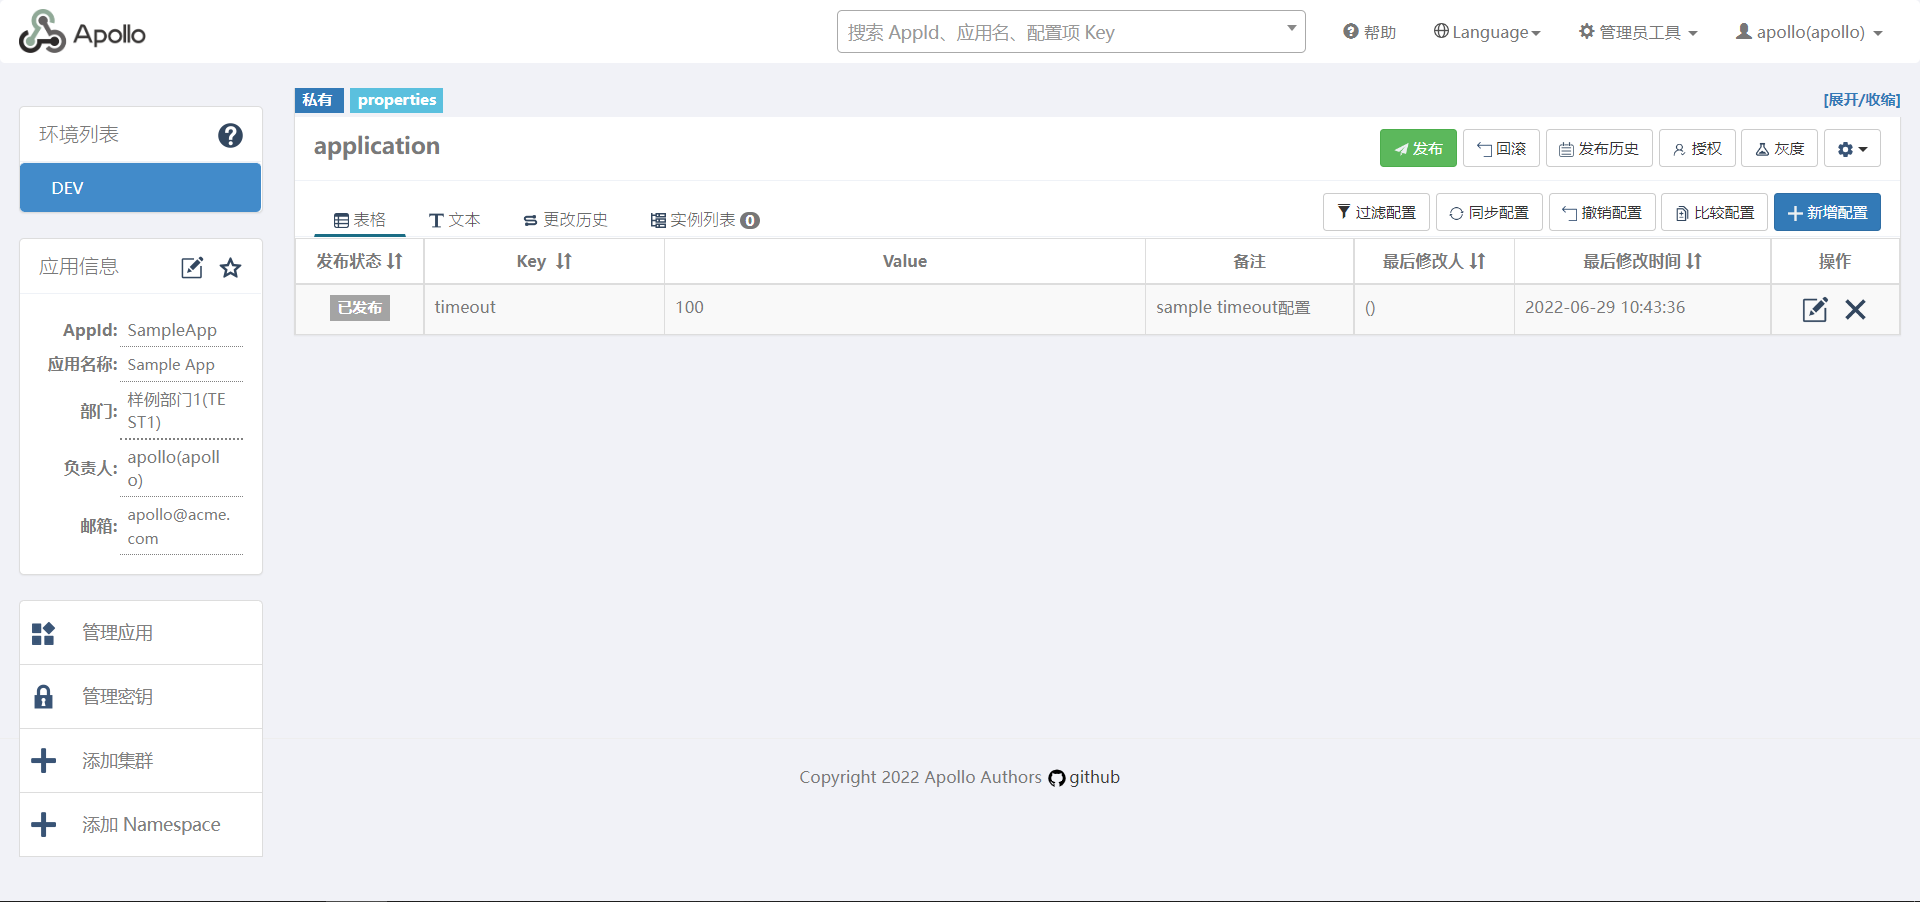 Apollo
搜索 AppId、应用名、配置项 Key
帮助
Language
管理员工具
apollo(apollo)
私有 properties
[展开/收缩]
环境列表
DEV
application
发布 回滚 发布历史 授权 灰度
表格 文本 更改历史 实例列表 0
过滤配置 同步配置 撤销配置 比较配置 新增配置
发布状态 Key Value 备注 最后修改人 最后修改时间 操作
已发布 timeout 100 sample timeout配置 () 2022-06-29 10:43:36
应用信息
AppId: SampleApp
应用名称: Sample App
部门: 样例部门1(TE
ST1)
负责人: apollo(apoll
o)
邮箱: apollo@acme.
com
管理应用
管理密钥
添加集群
添加 Namespace
Copyright 2022 Apollo Authors github